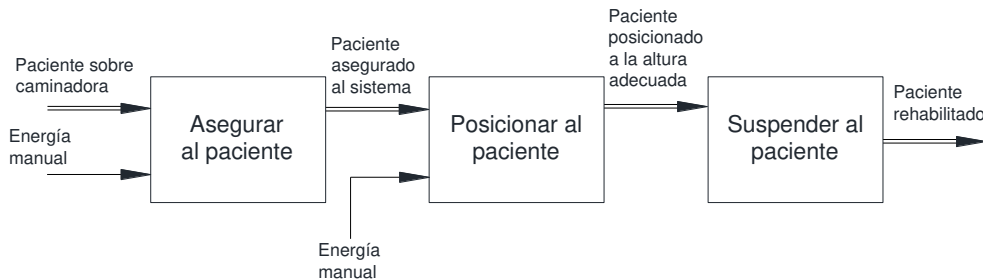 Paciente sobre
caminadora
Energía
manual
Asegurar
al paciente
Paciente
asegurado
al sistema
Energía
manual
Posicionar al
paciente
Paciente
posicionado
a la altura
adecuada
Suspender al
paciente
Paciente
rehabilitado